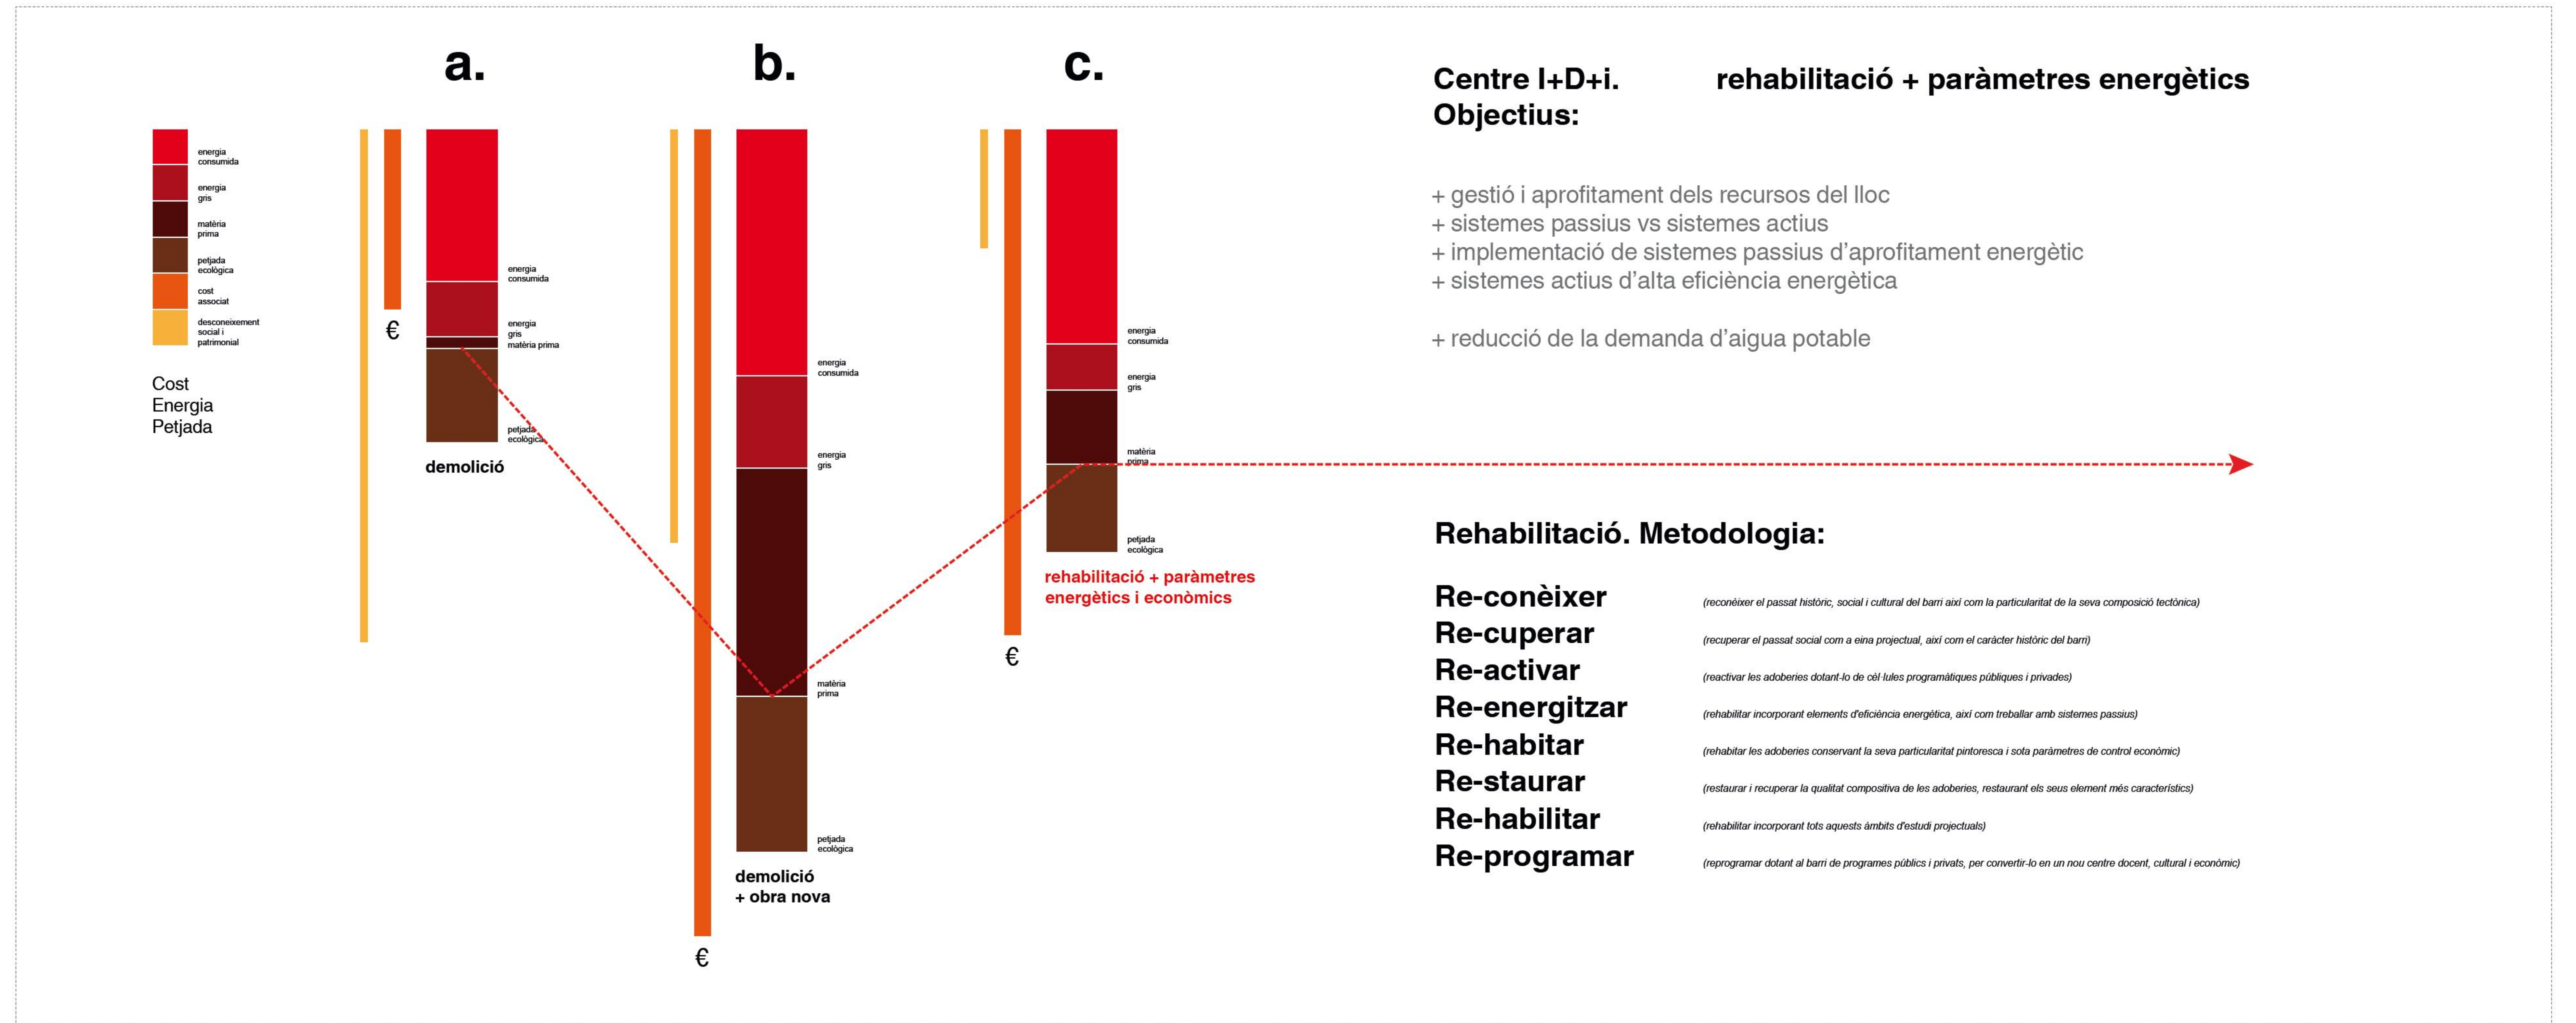 a.
b.
c.
energia
consumida
energia
gris
matèria
prima
petjada
ecològica
cost
associat
desconeixement
social i
patrimonial
Cost
Energia
Petjada
€
energia
consumida
energia
gris
matèria prima
petjada
ecològica
demolició
€
energia
consumida
energia
gris
matèria
prima
petjada
ecològica
demolició
+ obra nova
€
energia
consumida
energia
gris
matèria
prima
petjada
ecològica
rehabilitació + paràmetres
energètics i econòmics
Centre I+D+i. rehabilitació + paràmetres energètics
Objectius:
+ gestió i aprofitament dels recursos del lloc
+ sistemes passius vs sistemes actius
+ implementació de sistemes passius d'aprofitament energètic
+ sistemes actius d'alta eficiència energètica
+ reducció de la demanda d'aigua potable
Rehabilitació. Metodologia:
Re-conèixer (reconèixer el passat històric, social i cultural del barri així com la particularitat de la seva composició tectònica)
Re-cuperar (recuperar el passat social com a eina projectual, així com el caràcter històric del barri)
Re-activar (reactivar les adoberies dotant-lo de cèl·lules programàtiques públiques i privades)
Re-energitzar (rehabilitar incorporant elements d'eficiència energètica, així com treballar amb sistemes passius)
Re-habitar (rehabitar les adoberies conservant la seva particularitat pintoresca i sota paràmetres de control econòmic)
Re-staurar (restaurar i recuperar la qualitat compositiva de les adoberies, restaurant els seus element més característics)
Re-habilitar (rehabilitar incorporant tots aquests àmbits d'estudi projectuals)
Re-programar (reprogramar dotant al barri de programes públics i privats, per convertir-lo en un nou centre docent, cultural i econòmic)